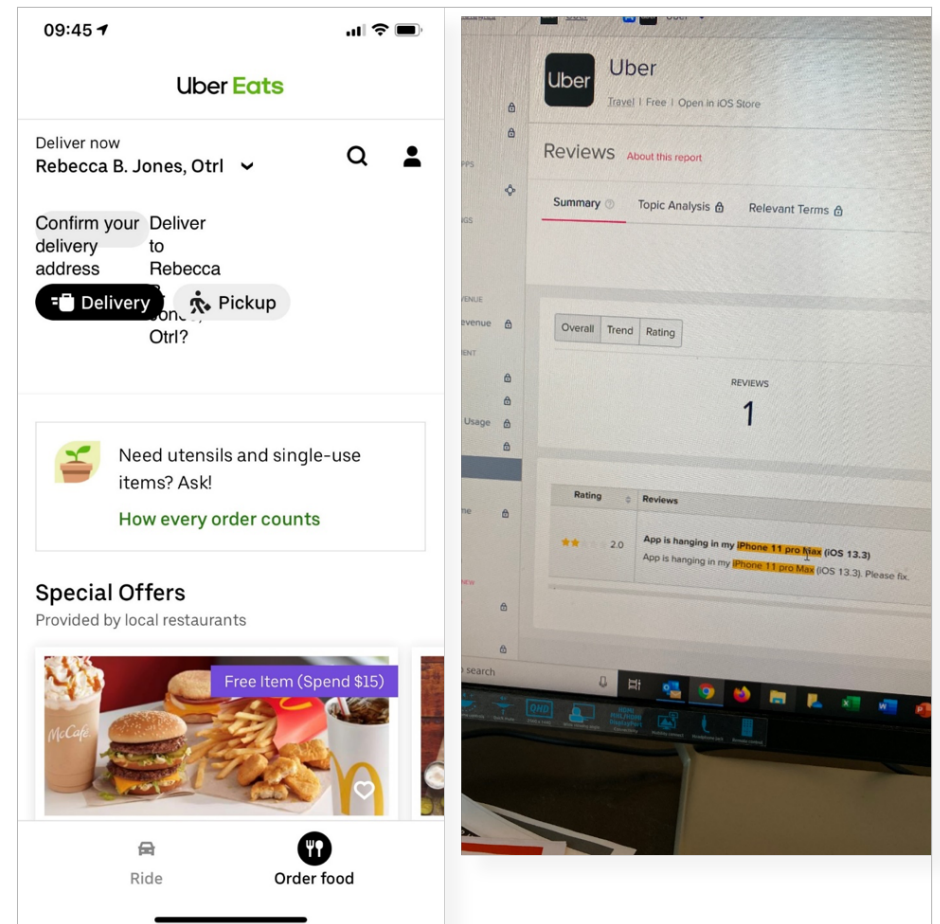 09:45
Uber Eats
Deliver now
Rebecca B. Jones, Otrl
Confirm your
delivery
address
Deliver
to
Rebecca
Jones,
Otrl?
Delivery
Pickup
Need utensils and single-use
items? Ask!
How every order counts
Special Offers
Provided by local restaurants
Free Item (Spend $15)
McCafé
Ride
Order food
Uber
Uber
Travel | Free | Open in iOS Store
Reviews About this report
Summary Topic Analysis Relevant Terms
Overall Trend Rating
REVIEWS
1
Usage
Rating Reviews
2.0
App is hanging in my iPhone 11 pro Max (iOS 13.3)
App is hanging in my iPhone 11 pro Max (iOS 13.3). Please fix.
NEW
search
QHD